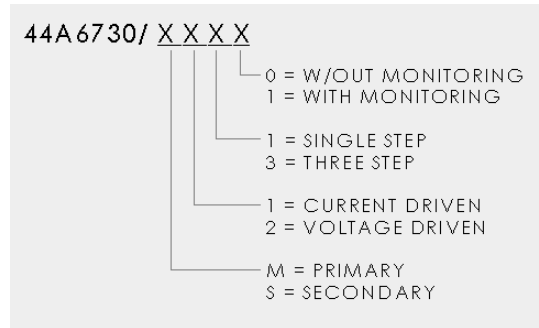 44A6730/ X X X X
0 = W/OUT MONITORING
1 = WITH MONITORING
1 = SINGLE STEP
3 = THREE STEP
1 = CURRENT DRIVEN
2 = VOLTAGE DRIVEN
M = PRIMARY
S = SECONDARY